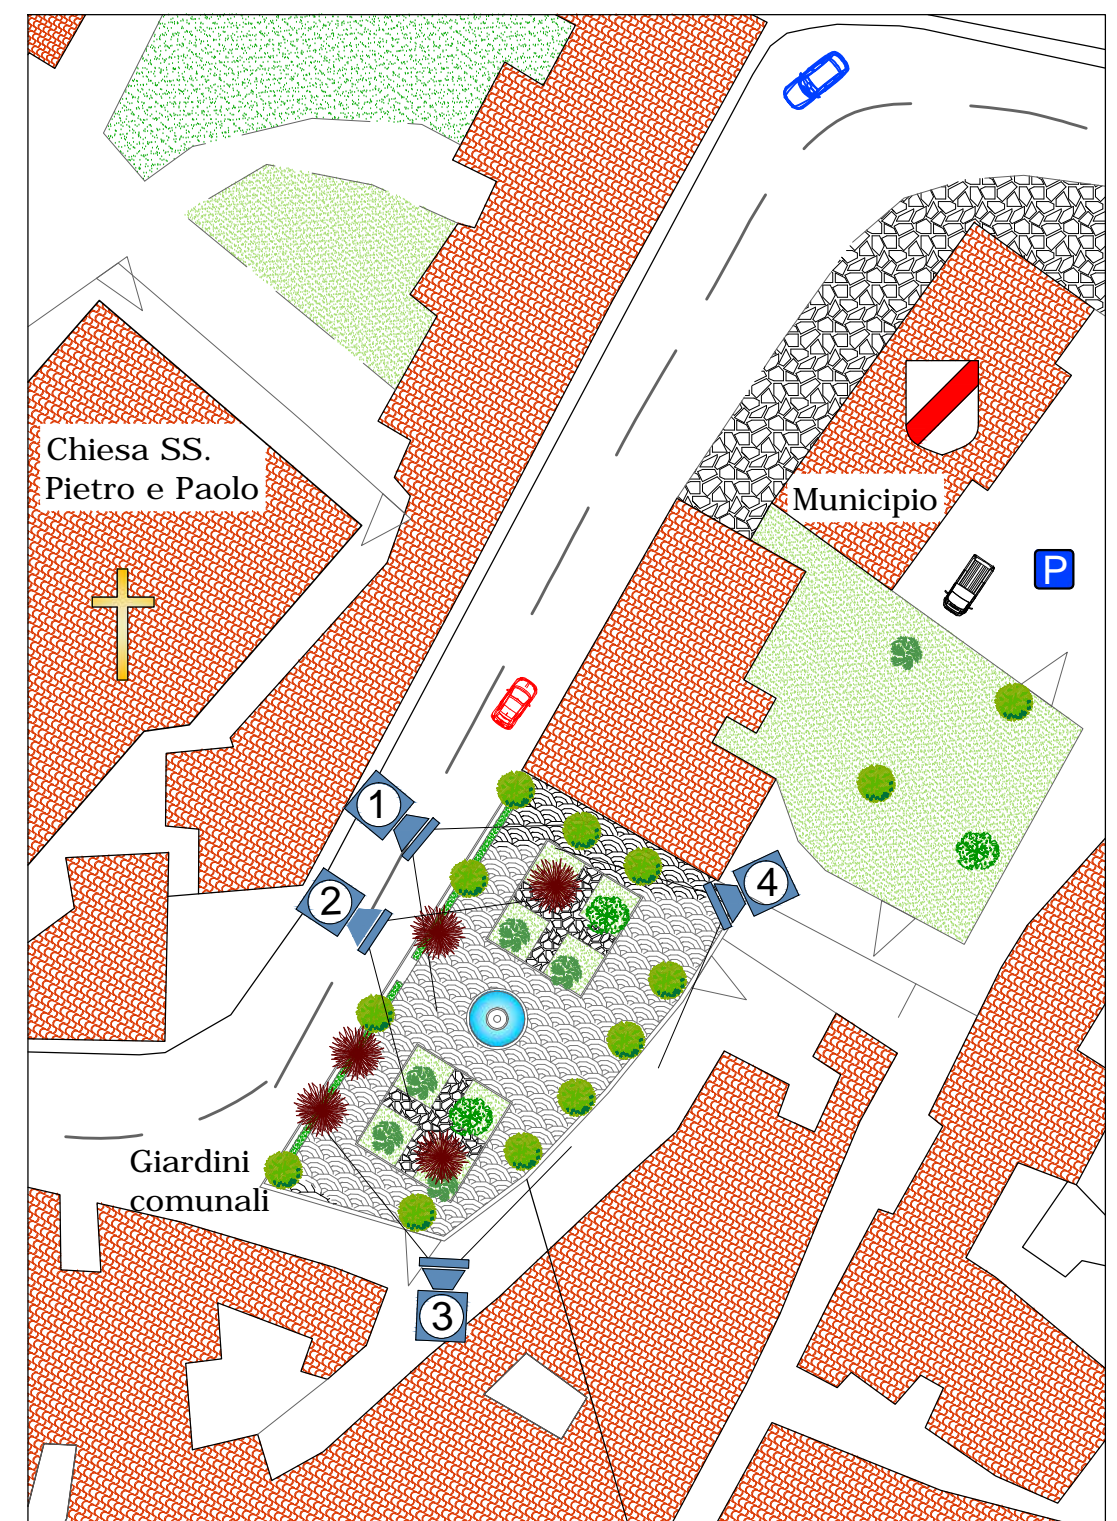 Chiesa SS.
Pietro e Paolo
Municipio
P
1
2
4
Giardini
comunali
3